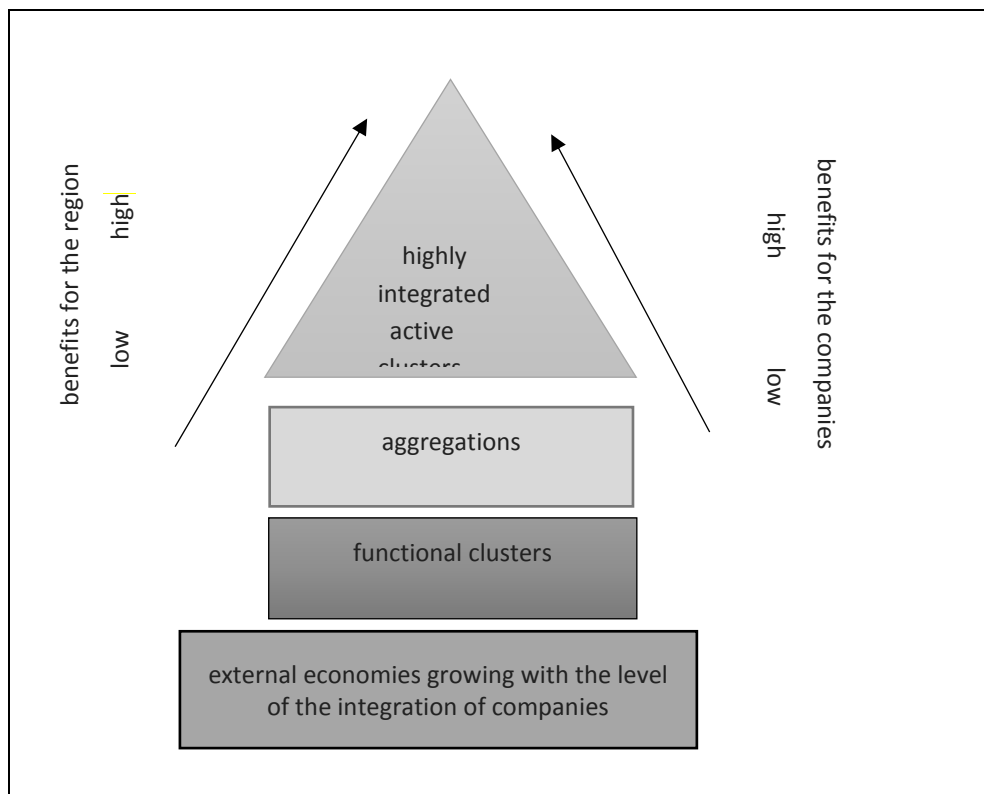 benefits for the region
high
low
highly
integrated
active
clusters
high
low
benefits for the companies
aggregations
functional clusters
external economies growing with the level
of the integration of companies